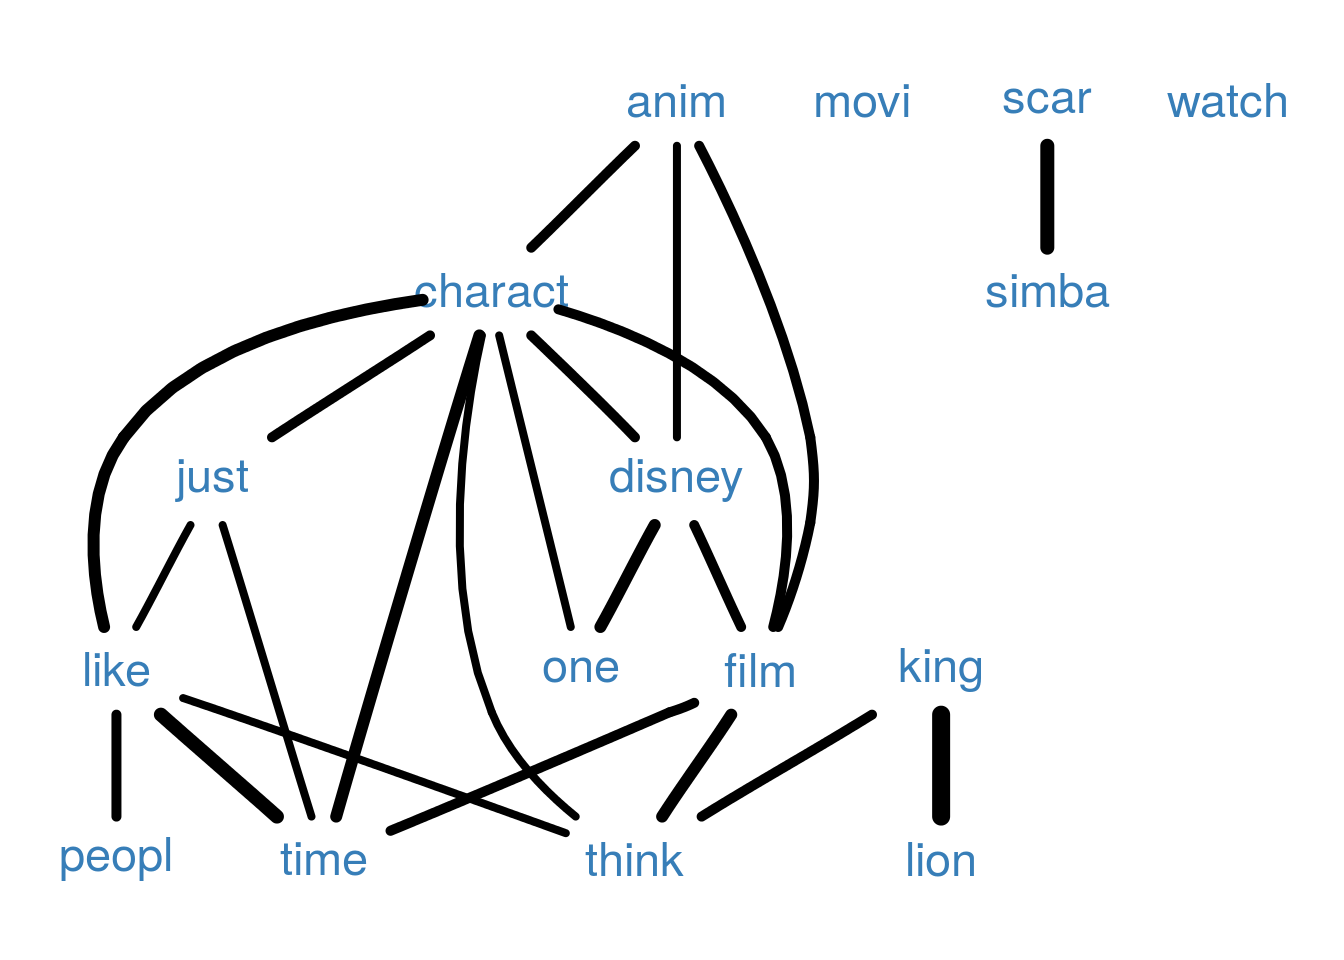 anim movi scar watch
charact simba
just disney
like one film king
peopl time think lion